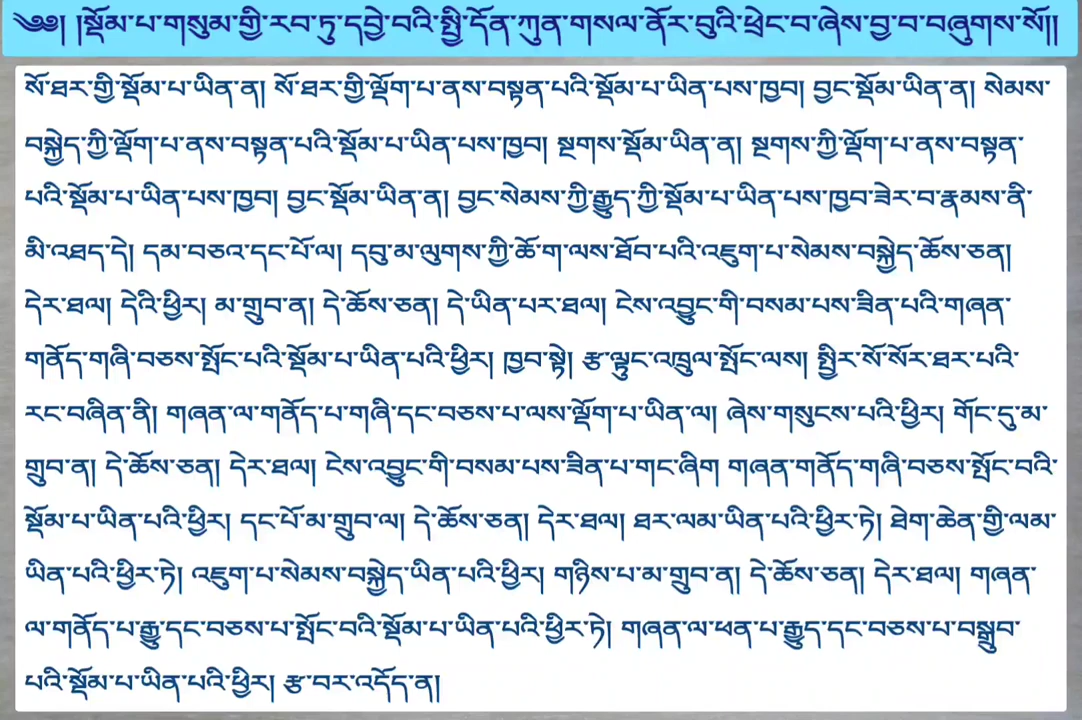 ༄༅། །སྡོམ་པ་གསུམ་གྱི་རབ་ཏུ་དབྱེ་བའི་སྤྱི་དོན་ཀུན་གསལ་ནོར་བུའི་ཕྲེང་བ་ཞེས་བྱ་བ་བཞུགས་སོ།།
སོ་ཐར་གྱི་སྡོམ་པ་ཡིན་ན། སོ་ཐར་གྱི་ལྡོག་པ་ནས་བསྟན་པའི་སྡོམ་པ་ཡིན་པས་ཁྱབ། བྱང་སྡོམ་ཡིན་ན། སེམས་
བསྐྱེད་ཀྱི་ལྡོག་པ་ནས་བསྟན་པའི་སྡོམ་པ་ཡིན་པས་ཁྱབ། སྔགས་སྡོམ་ཡིན་ན། སྔགས་ཀྱི་ལྡོག་པ་ནས་བསྟན་
པའི་སྡོམ་པ་ཡིན་པས་ཁྱབ། བྱང་སྡོམ་ཡིན་ན། བྱང་སེམས་ཀྱི་རྒྱུད་ཀྱི་སྡོམ་པ་ཡིན་པས་ཁྱབ་ཟེར་བ་རྣམས་ནི་
མི་འཐད་དེ། དམ་བཅའ་དང་པོ་ལ། དབུ་མ་ལུགས་ཀྱི་ཆོ་ག་ལས་ཐོབ་པའི་འཇུག་པ་སེམས་བསྐྱེད་ཆོས་ཅན།
དེར་ཐལ། དེའི་ཕྱིར། མ་གྲུབ་ན། དེ་ཆོས་ཅན། དེ་ཡིན་པར་ཐལ། ངེས་འབྱུང་གི་བསམ་པས་ཟིན་པའི་གཞན་
གནོད་གཞི་བཅས་སྤོང་པའི་སྡོམ་པ་ཡིན་པའི་ཕྱིར། ཁྱབ་སྟེ། རྩ་ལྟུང་འཁྲུལ་སྤོང་ལས། སྤྱིར་སོ་སོར་ཐར་པའི་
རང་བཞིན་ནི། གཞན་ལ་གནོད་པ་གཞི་དང་བཅས་པ་ལས་ལྡོག་པ་ཡིན་ལ། ཞེས་གསུངས་པའི་ཕྱིར། གོང་དུ་མ་
གྲུབ་ན། དེ་ཆོས་ཅན། དེར་ཐལ། ངེས་འབྱུང་གི་བསམ་པས་ཟིན་པ་གང་ཞིག གཞན་གནོད་གཞི་བཅས་སྤོང་བའི་
སྡོམ་པ་ཡིན་པའི་ཕྱིར། དང་པོ་མ་གྲུབ་ལ། དེ་ཆོས་ཅན། དེར་ཐལ། ཐར་ལམ་ཡིན་པའི་ཕྱིར་ཏེ། ཐེག་ཆེན་གྱི་ལམ་
ཡིན་པའི་ཕྱིར་ཏེ། འཇུག་པ་སེམས་བསྐྱེད་ཡིན་པའི་ཕྱིར། གཉིས་པ་མ་གྲུབ་ན། དེ་ཆོས་ཅན། དེར་ཐལ། གཞན་
ལ་གནོད་པ་རྒྱུ་དང་བཅས་པ་སྤོང་བའི་སྡོམ་པ་ཡིན་པའི་ཕྱིར་ཏེ། གཞན་ལ་ཕན་པ་རྒྱུད་དང་བཅས་པ་བསྒྲུབ་
པའི་སྡོམ་པ་ཡིན་པའི་ཕྱིར། རྩ་བར་འདོད་ན།